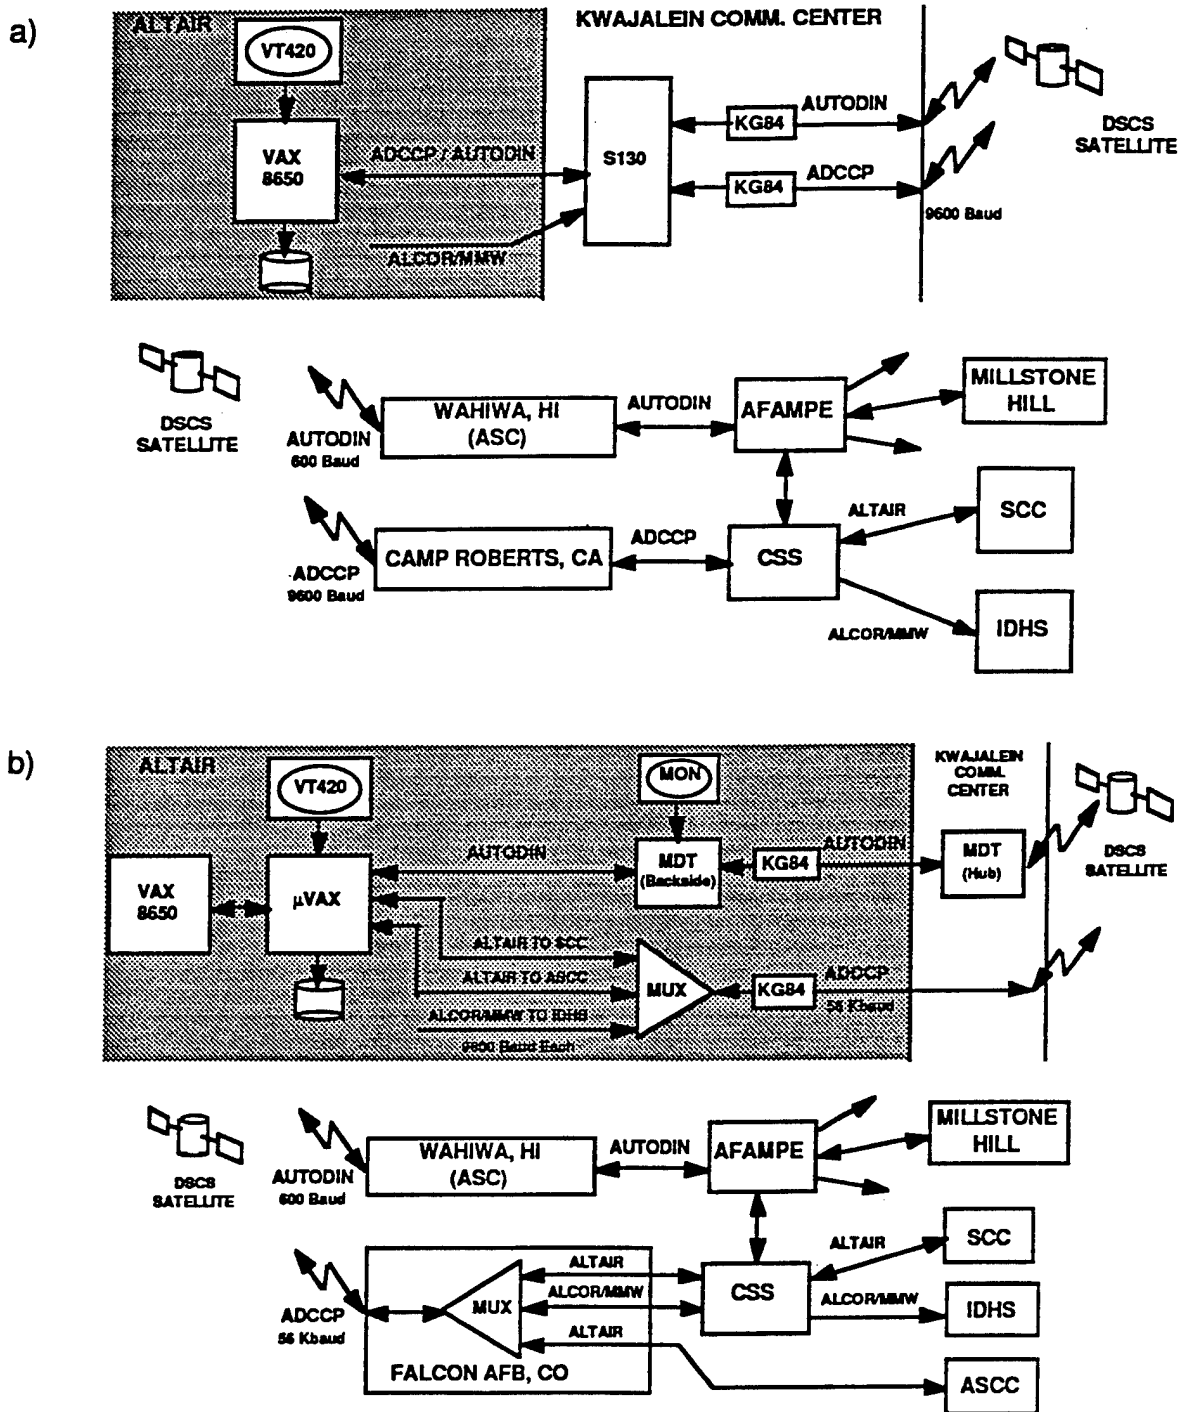 a)
ALTAIR
KWAJALEIN COMM. CENTER
VT420
VAX
8650
ADCCP / AUTODIN
ALCOR/MMW
S130
KG84
AUTODIN
KG84
ADCCP
9600 Baud
DSCS
SATELLITE
DSCS
SATELLITE
AUTODIN
600 Baud
WAHIWA, HI
(ASC)
AUTODIN
AFAMPE
MILLSTONE
HILL
ADCCP
9600 Baud
CAMP ROBERTS, CA
ADCCP
CSS
ALTAIR
SCC
ALCOR/MMW
IDHS
b)
ALTAIR
VT420
MON
KWAJALEIN
COMM.
CENTER
VAX
8650
µVAX
AUTODIN
MDT
(Backside)
KG84
AUTODIN
MDT
(Hub)
DSCS
SATELLITE
ALTAIR TO SCC
ALTAIR TO ASCC
ALCOR/MMW TO IDHS
9600 Baud Each
MUX
KG84
ADCCP
56 Kbaud
DSCS
SATELLITE
AUTODIN
600 Baud
WAHIWA, HI
(ASC)
AUTODIN
AFAMPE
MILLSTONE
HILL
ADCCP
56 Kbaud
MUX
ALTAIR
ALCOR/MMW
ALTAIR
FALCON AFB, CO
CSS
ALTAIR
SCC
ALCOR/MMW
IDHS
ASCC